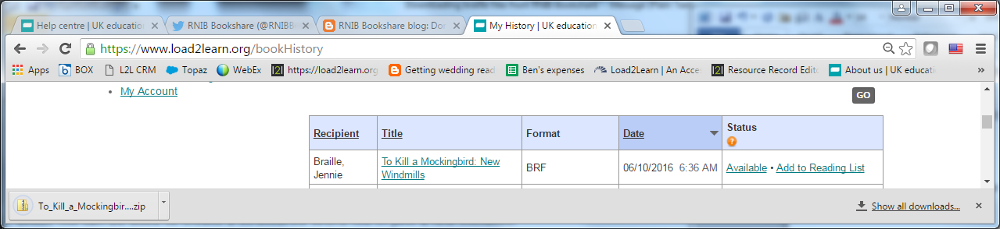 Help centre | UK education
RNIB Bookshare (@RNIBB
RNIB Bookshare blog: Dor
My History | UK education
https://www.load2learn.org/bookHistory
Apps
BOX
L2L CRM
Topaz
WebEx
https://load2learn.org
Getting wedding read
Ben's expenses
Load2Learn | An Acce
Resource Record Edit
About us | UK educati
»
• My Account
GO
Recipient Title Format Date Status
?
Braille, Jennie
To Kill a Mockingbird: New
Windmills
BRF
06/10/2016 6:36 AM
Available • Add to Reading List
To_Kill_a_Mockingbir....zip
Show all downloads...